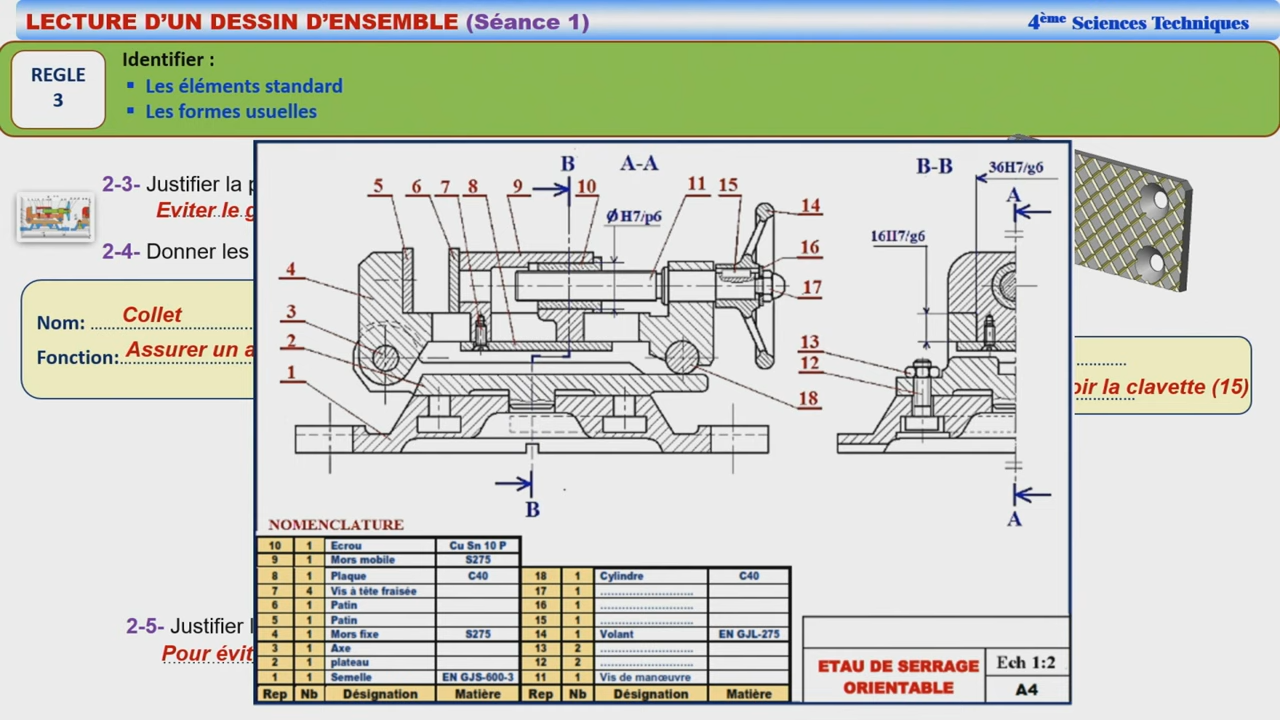 LECTURE D'UN DESSIN D'ENSEMBLE (Séance 1)
4ème Sciences Techniques
REGLE
3
Identifier :
▪ Les éléments standard
▪ Les formes usuelles
2-3- Justifier la
Eviter le
2-4- Donner les
Nom: Collet
Fonction: Assurer un a
oir la clavette (15)
2-5- Justifier
Pour évit
B A-A B-B
36H7/g6
5 6 7 8 9 10 11 15
A
14
Ø H7/p6
16H7/g6
4
16
17
3
2
13
12
1
18
B
A
NOMENCLATURE
10 1 Ecrou Cu Sn 10 P
9 1 Mors mobile S275
8 1 Plaque C40 18 1 Cylindre C40
7 4 Vis à tête fraisée 17 1 ........................
6 1 Patin 16 1 ........................
5 1 Patin 15 1 ........................
4 1 Mors fixe S275 14 1 Volant EN GJL-275
3 1 Axe 13 2 ........................
2 1 plateau 12 2 ........................
1 1 Semelle EN GJS-600-3 11 1 Vis de manœuvre
Rep Nb Désignation Matière Rep Nb Désignation Matière
ETAU DE SERRAGE
ORIENTABLE
Ech 1:2
A4